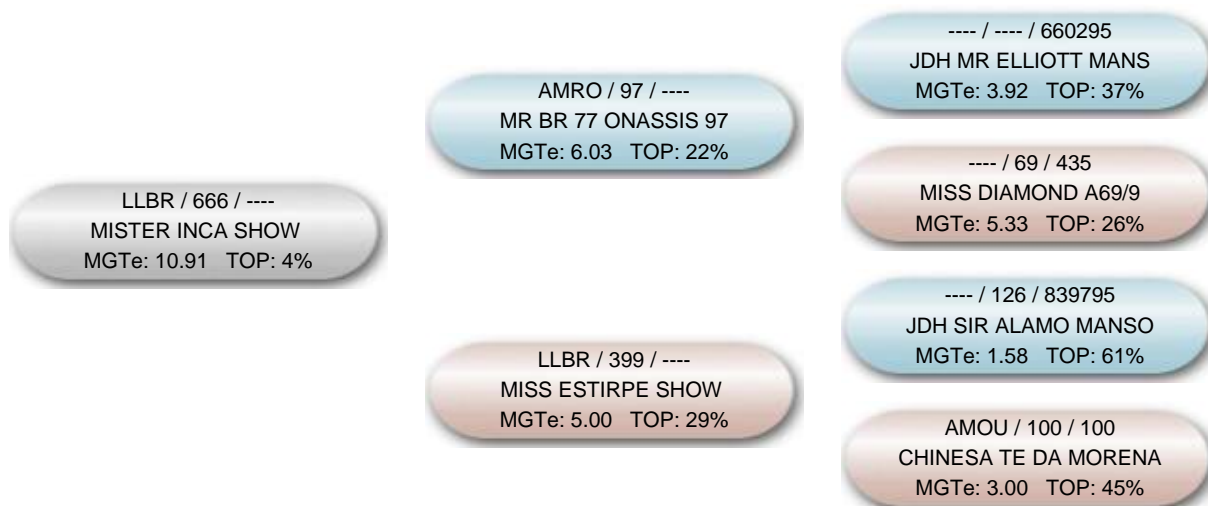 ---- / ---- / 660295
JDH MR ELLIOTT MANS
MGTe: 3.92 TOP: 37%
AMRO / 97 / ----
MR BR 77 ONASSIS 97
MGTe: 6.03 TOP: 22%
---- / 69 / 435
MISS DIAMOND A69/9
MGTe: 5.33 TOP: 26%
LLBR / 666 / ----
MISTER INCA SHOW
MGTe: 10.91 TOP: 4%
---- / 126 / 839795
JDH SIR ALAMO MANSO
MGTe: 1.58 TOP: 61%
LLBR / 399 / ----
MISS ESTIRPE SHOW
MGTe: 5.00 TOP: 29%
AMOU / 100 / 100
CHINESA TE DA MORENA
MGTe: 3.00 TOP: 45%